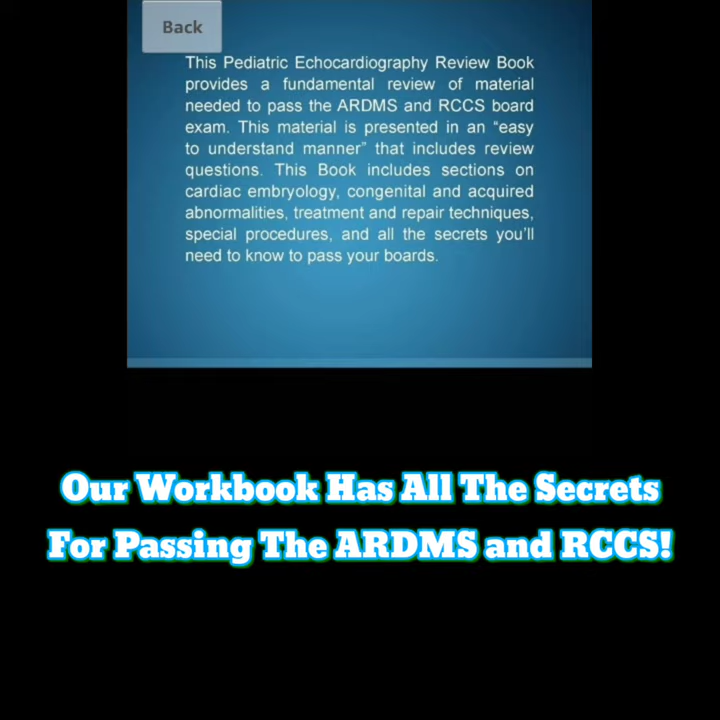 Back
This Pediatric Echocardiography Review Book
provides a fundamental review of material
needed to pass the ARDMS and RCCS board
exam. This material is presented in an “easy
to understand manner” that includes review
questions. This Book includes sections on
cardiac embryology, congenital and acquired
abnormalities, treatment and repair techniques,
special procedures, and all the secrets you’ll
need to know to pass your boards.
Our Workbook Has All The Secrets
For Passing The ARDMS and RCCS!